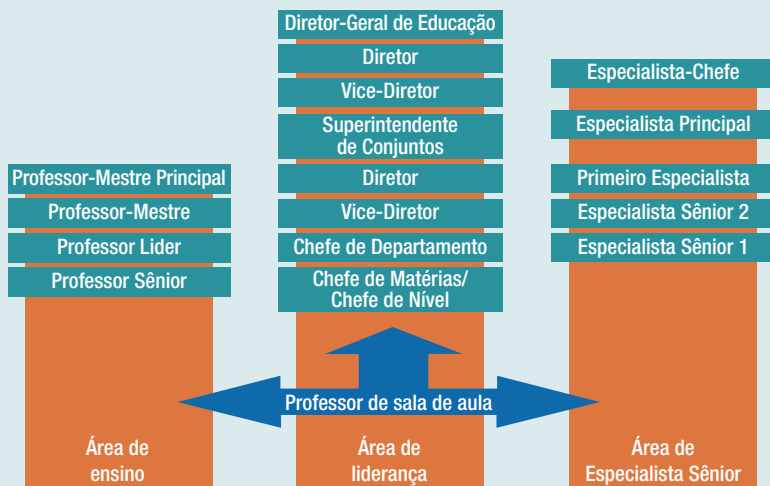 Diretor-Geral de Educação
Diretor
Vice-Diretor
Superintendente
de Conjuntos
Diretor
Vice-Diretor
Chefe de Departamento
Chefe de Matérias/
Chefe de Nível
Professor-Mestre Principal
Professor-Mestre
Professor Lider
Professor Sênior
Especialista-Chefe
Especialista Principal
Primeiro Especialista
Especialista Sênior 2
Especialista Sênior 1
Professor de sala de aula
Área de
ensino
Área de
liderança
Área de
Especialista Sênior